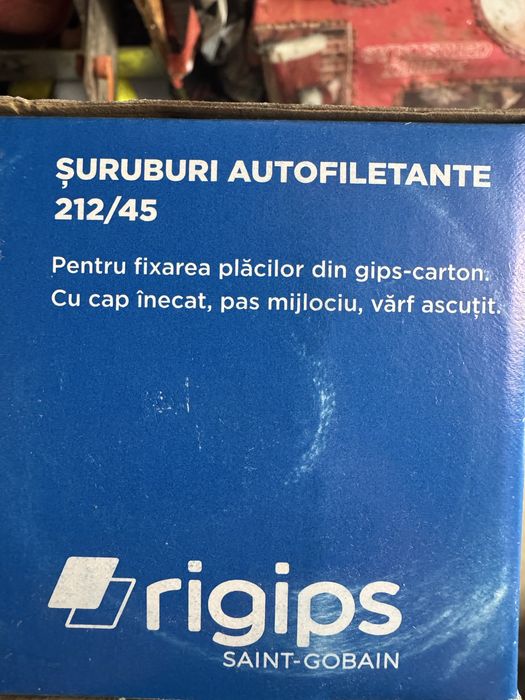 ȘURUBURI AUTOFILETANTE
212/45
Pentru fixarea plăcilor din gips-carton.
Cu cap înecat, pas mijlociu, vârf ascuțit.
rigips
SAINT-GOBAIN